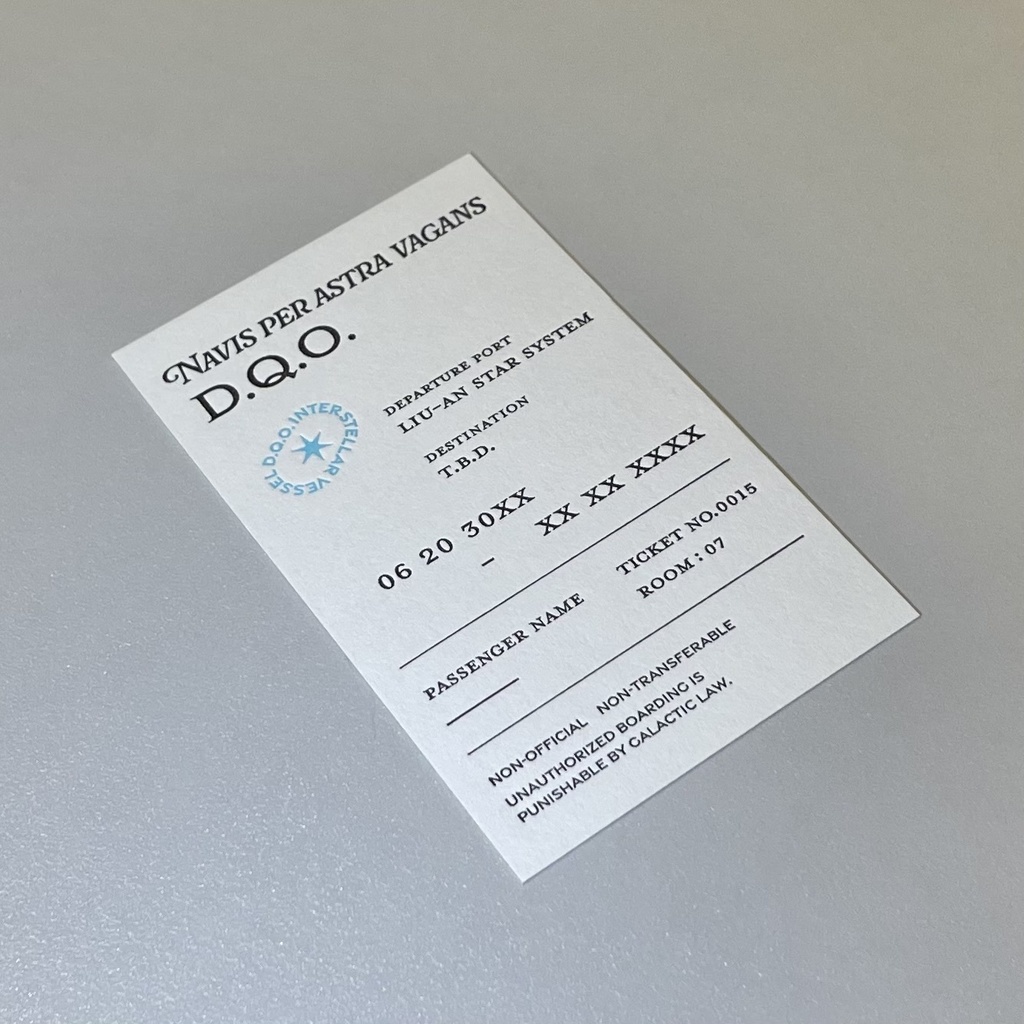 NAVIS PER ASTRA VAGANS
D.Q.O.
D.Q.O. INTERSTELLAR VESSEL
DEPARTURE PORT
LIU-AN STAR SYSTEM
DESTINATION
T.B.D.
06 20 30XX
– XX XX XXXX
PASSENGER NAME
TICKET NO.0015
ROOM : 07
NON-OFFICIAL NON-TRANSFERABLE
UNAUTHORIZED BOARDING IS
PUNISHABLE BY GALACTIC LAW.